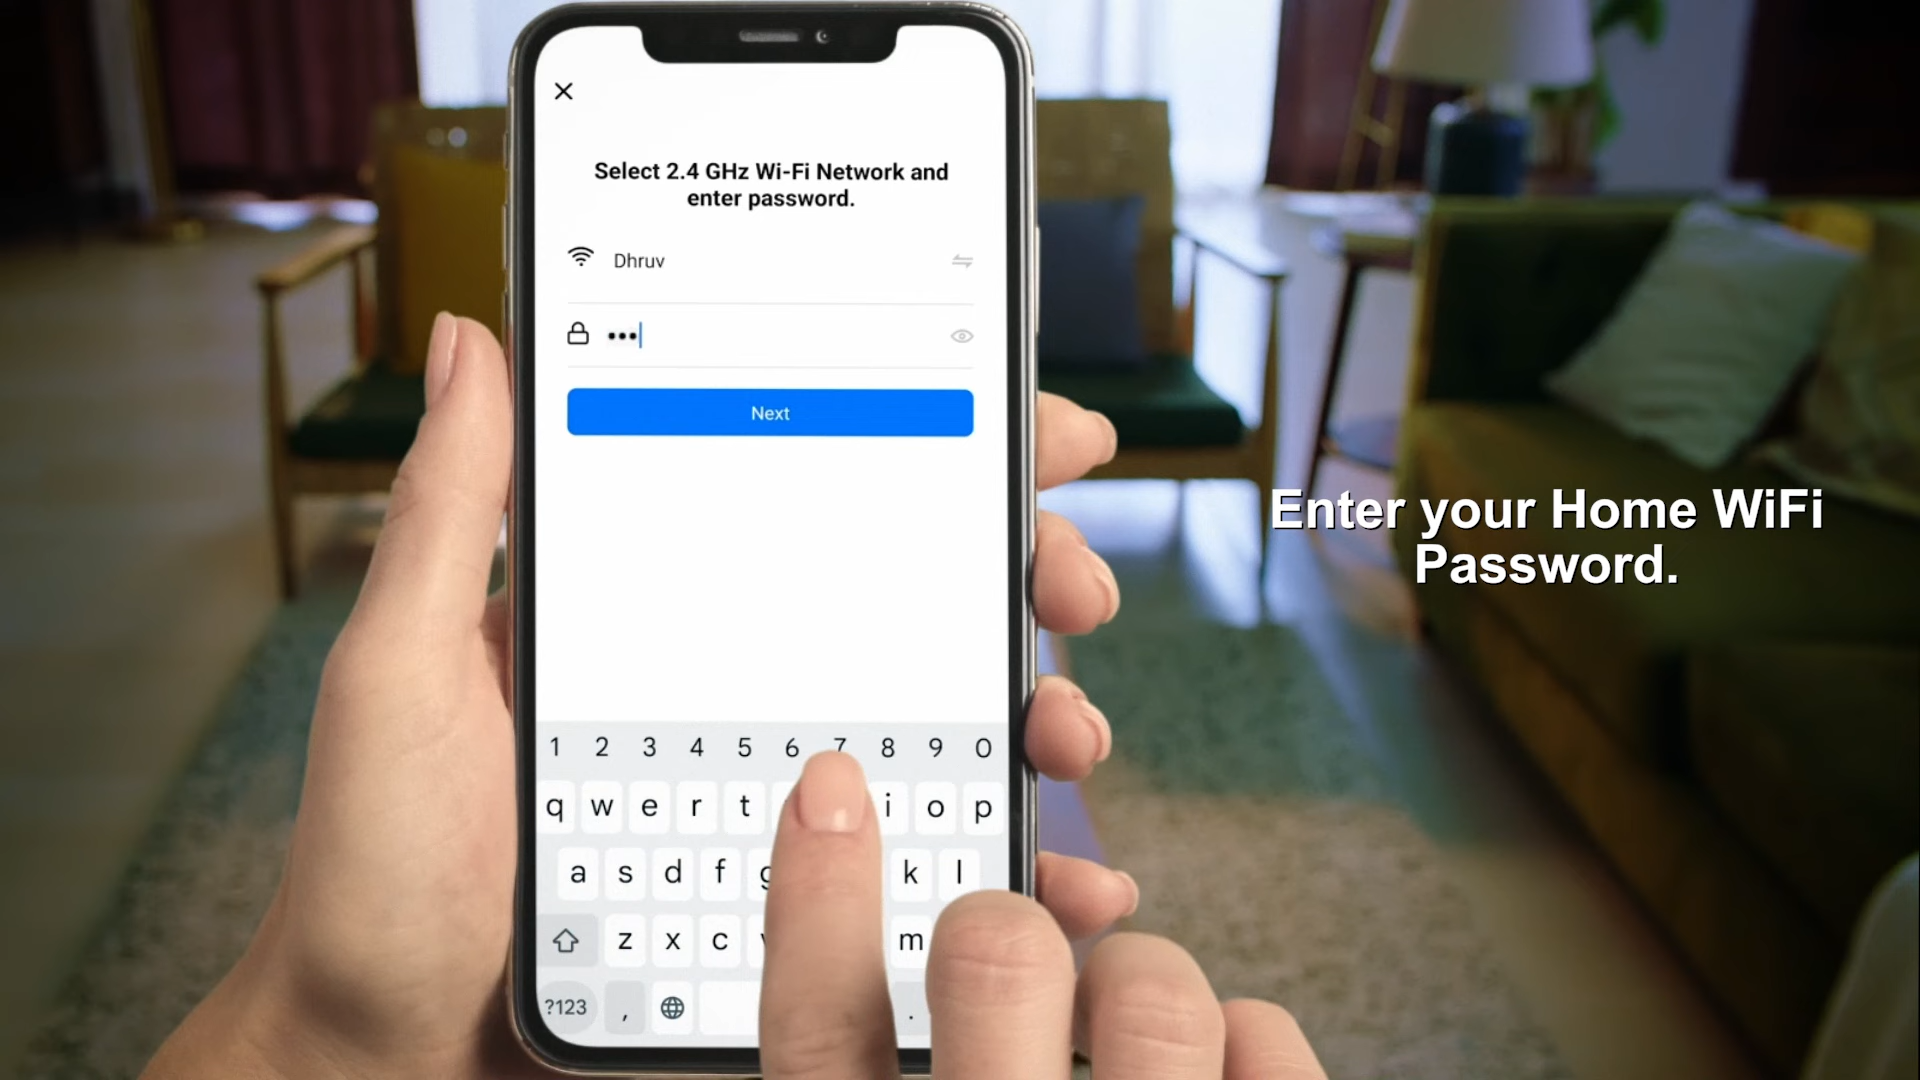 Select 2.4 GHz Wi-Fi Network and
enter password.
Dhruv
Next
Enter your Home WiFi
Password.
1 2 3 4 5 6 7 8 9 0
q w e r t i o p
a s d f g k l
z x c m
?123 , .